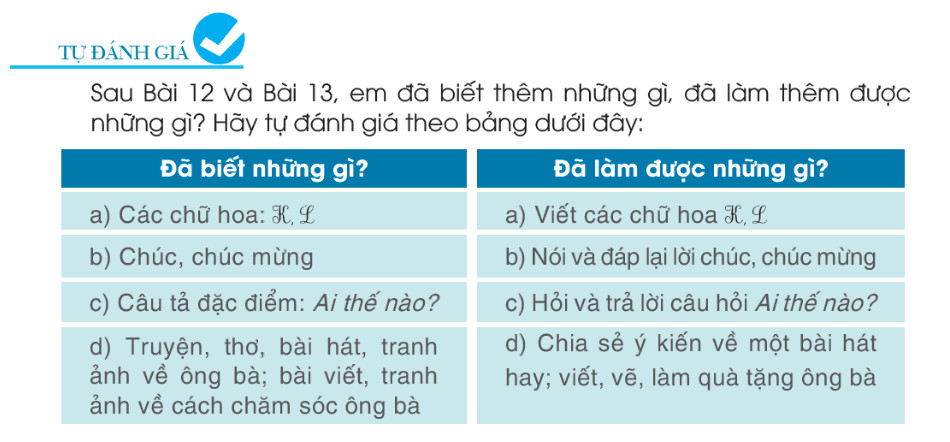 TỰ ĐÁNH GIÁ
Sau Bài 12 và Bài 13, em đã biết thêm những gì, đã làm thêm được
những gì? Hãy tự đánh giá theo bảng dưới đây:
Đã biết những gì?
Đã làm được những gì?
a) Các chữ hoa: K, L
a) Viết các chữ hoa K, L
b) Chúc, chúc mừng
b) Nói và đáp lại lời chúc, chúc mừng
c) Câu tả đặc điểm: Ai thế nào?
c) Hỏi và trả lời câu hỏi Ai thế nào?
d) Truyện, thơ, bài hát, tranh
ảnh về ông bà; bài viết, tranh
ảnh về cách chăm sóc ông bà
d) Chia sẻ ý kiến về một bài hát
hay; viết, vẽ, làm quà tặng ông bà